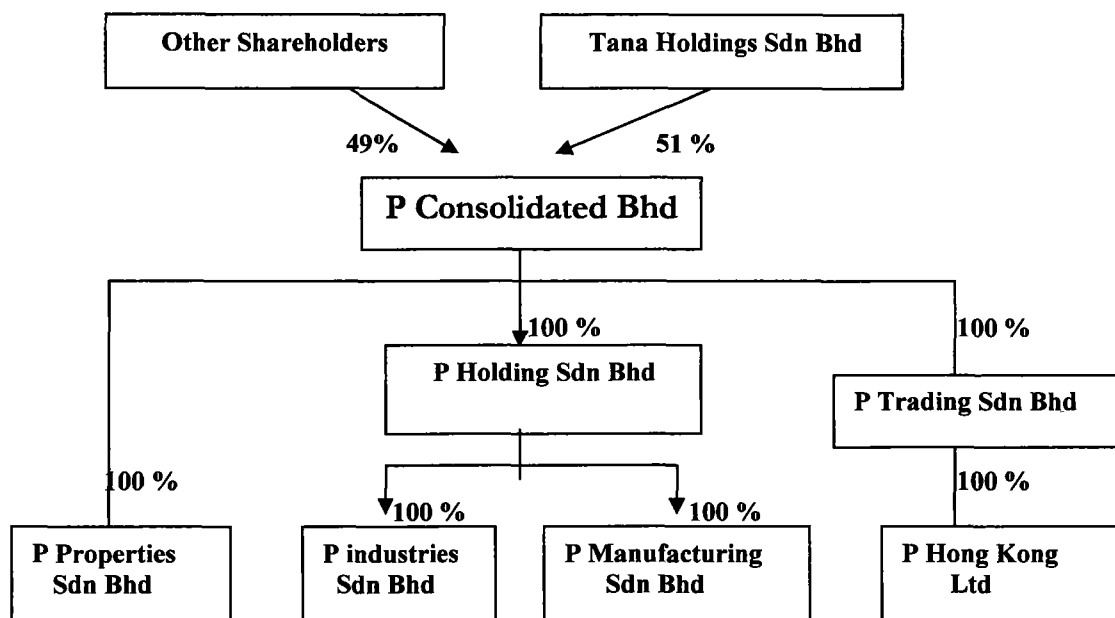 Other Shareholders
Tana Holdings Sdn Bhd
49%
51 %
P Consolidated Bhd
100 %
100 %
P Holding Sdn Bhd
P Trading Sdn Bhd
100 %
100 %
100 %
100 %
P Properties
Sdn Bhd
P industries
Sdn Bhd
P Manufacturing
Sdn Bhd
P Hong Kong
Ltd